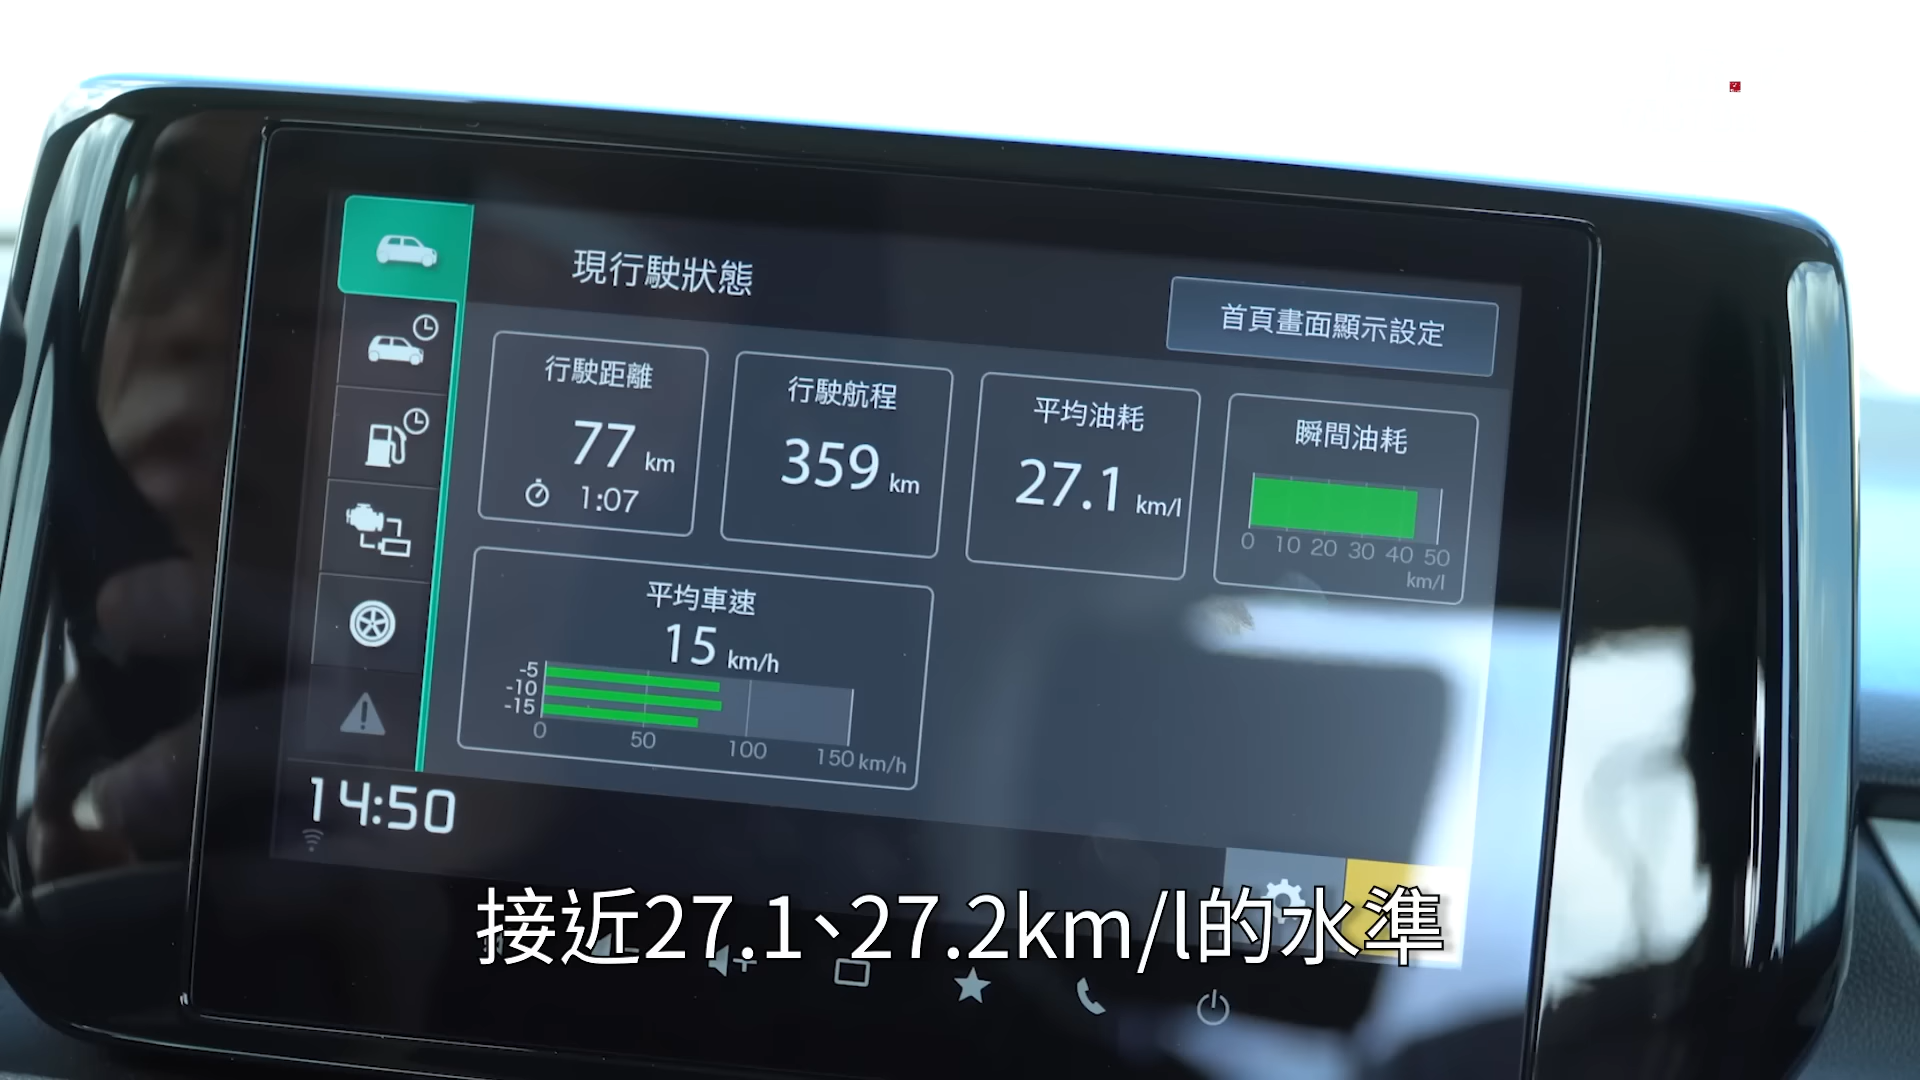 現行駛狀態
首頁畫面顯示設定
行駛距離
77 km
1:07
行駛航程
359 km
平均油耗
27.1 km/l
瞬間油耗
0 10 20 30 40 50
km/l
平均車速
15 km/h
-5
-10
-15
0 50 100 150 km/h
14:50
接近27.1、27.2km/l的水準